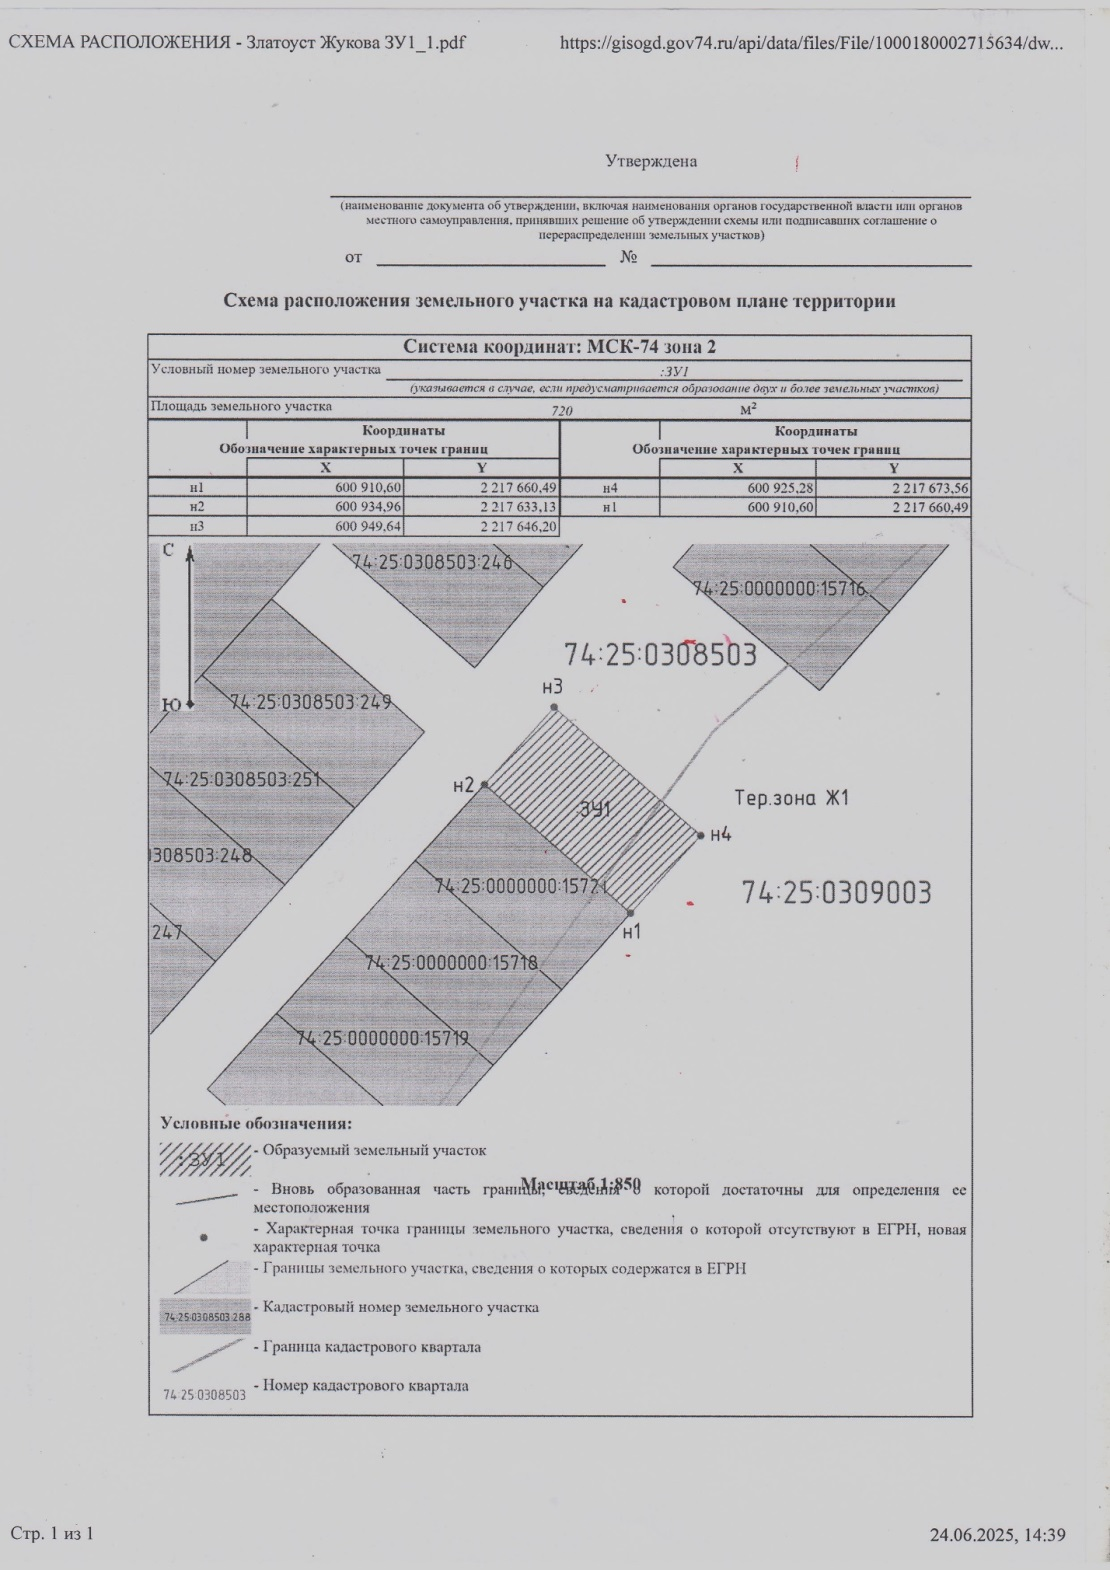 СХЕМА РАСПОЛОЖЕНИЯ - Златоуст Жукова ЗУ1_1.pdf
https://gisogd.gov74.ru/api/data/files/File/1000180002715634/dw...
Утверждена
(наименование документа об утверждении, включая наименования органов государственной власти или органов
местного самоуправления, принявших решение об утверждении схемы или подписавших соглашение о
перераспределении земельных участков)
от № 
Схема расположения земельного участка на кадастровом плане территории
Система координат: МСК-74 зона 2
Условный номер земельного участка :ЗУ1
(указывается в случае, если предусматривается образование двух и более земельных участков)
Площадь земельного участка 720 м²
Координаты Координаты
Обозначение характерных точек границ Обозначение характерных точек границ
X Y X Y
н1 600 910,60 2 217 660,49 н4 600 925,28 2 217 673,56
н2 600 934,96 2 217 633,13 н1 600 910,60 2 217 660,49
н3 600 949,64 2 217 646,20
С
74:25:0308503:246
74:25:0000000:15716
74:25:0308503
н3
Ю
74:25:0308503:249
74:25:0308503:251
н2
:ЗУ1
Тер.зона Ж1
н4
0308503:248
74:25:0000000:15721
74:25:0309003
247
н1
74:25:0000000:15718
74:25:0000000:15719
Условные обозначения:
:ЗУ1 - Образуемый земельный участок
Масштаб 1:850
- Вновь образованная часть границы, сведения о которой достаточны для определения ее
местоположения
- Характерная точка границы земельного участка, сведения о которой отсутствуют в ЕГРН, новая
характерная точка
- Границы земельного участка, сведения о которых содержатся в ЕГРН
74:25:0308503:288 - Кадастровый номер земельного участка
- Граница кадастрового квартала
74:25:0308503 - Номер кадастрового квартала
Стр. 1 из 1
24.06.2025, 14:39